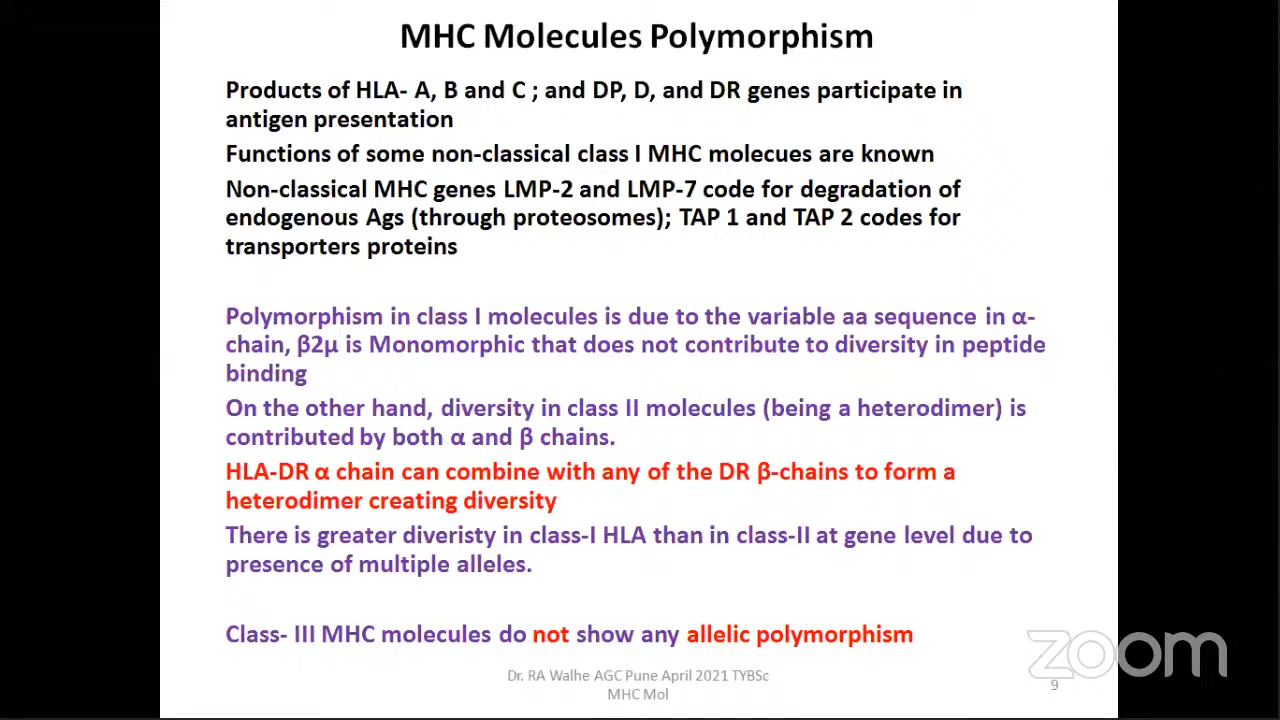 MHC Molecules Polymorphism
Products of HLA- A, B and C ; and DP, D, and DR genes participate in
antigen presentation
Functions of some non-classical class I MHC molecues are known
Non-classical MHC genes LMP-2 and LMP-7 code for degradation of
endogenous Ags (through proteosomes); TAP 1 and TAP 2 codes for
transporters proteins
Polymorphism in class I molecules is due to the variable aa sequence in α-
chain, β2μ is Monomorphic that does not contribute to diversity in peptide
binding
On the other hand, diversity in class II molecules (being a heterodimer) is
contributed by both α and β chains.
HLA-DR α chain can combine with any of the DR β-chains to form a
heterodimer creating diversity
There is greater diveristy in class-I HLA than in class-II at gene level due to
presence of multiple alleles.
Class- III MHC molecules do not show any allelic polymorphism
Dr. RA Walhe AGC Pune April 2021 TYBSc
MHC Mol
9
zoom